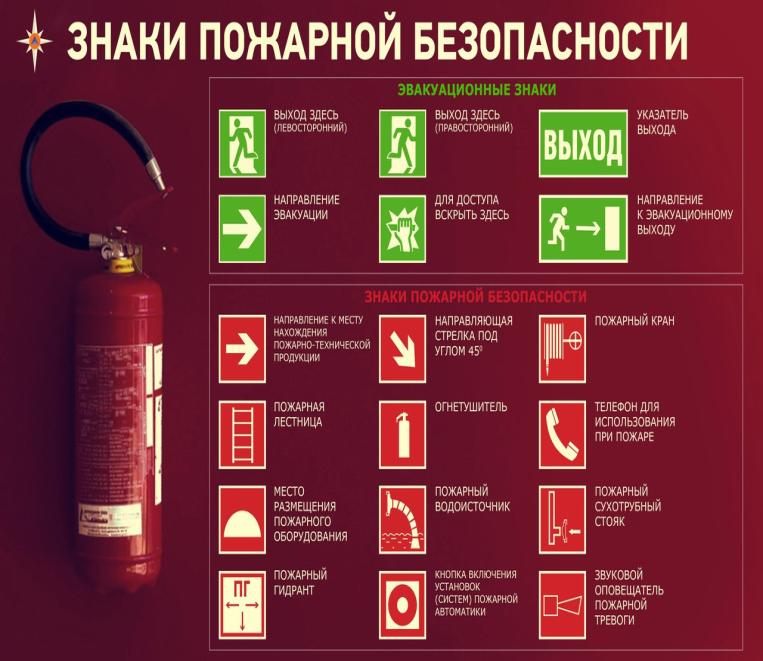 ЗНАКИ ПОЖАРНОЙ БЕЗОПАСНОСТИ
ЭВАКУАЦИОННЫЕ ЗНАКИ
ВЫХОД ЗДЕСЬ
(ЛЕВОСТОРОННИЙ)
ВЫХОД ЗДЕСЬ
(ПРАВОСТОРОННИЙ)
ВЫХОД
УКАЗАТЕЛЬ
ВЫХОДА
НАПРАВЛЕНИЕ
ЭВАКУАЦИИ
ДЛЯ ДОСТУПА
ВСКРЫТЬ ЗДЕСЬ
НАПРАВЛЕНИЕ
К ЭВАКУАЦИОННОМУ
ВЫХОДУ
ЗНАКИ ПОЖАРНОЙ БЕЗОПАСНОСТИ
НАПРАВЛЕНИЕ К МЕСТУ
НАХОЖДЕНИЯ
ПОЖАРНО-ТЕХНИЧЕСКОЙ
ПРОДУКЦИИ
НАПРАВЛЯЮЩАЯ
СТРЕЛКА ПОД
УГЛОМ 45⁰
ПОЖАРНЫЙ КРАН
ПОЖАРНАЯ
ЛЕСТНИЦА
ОГНЕТУШИТЕЛЬ
ТЕЛЕФОН ДЛЯ
ИСПОЛЬЗОВАНИЯ
ПРИ ПОЖАРЕ
МЕСТО
РАЗМЕЩЕНИЯ
ПОЖАРНОГО
ОБОРУДОВАНИЯ
ПОЖАРНЫЙ
ВОДОИСТОЧНИК
ПОЖАРНЫЙ
СУХОТРУБНЫЙ
СТОЯК
ПГ
ПОЖАРНЫЙ
ГИДРАНТ
КНОПКА ВКЛЮЧЕНИЯ
УСТАНОВОК
(СИСТЕМ) ПОЖАРНОЙ
АВТОМАТИКИ
ЗВУКОВОЙ
ОПОВЕЩАТЕЛЬ
ПОЖАРНОЙ
ТРЕВОГИ